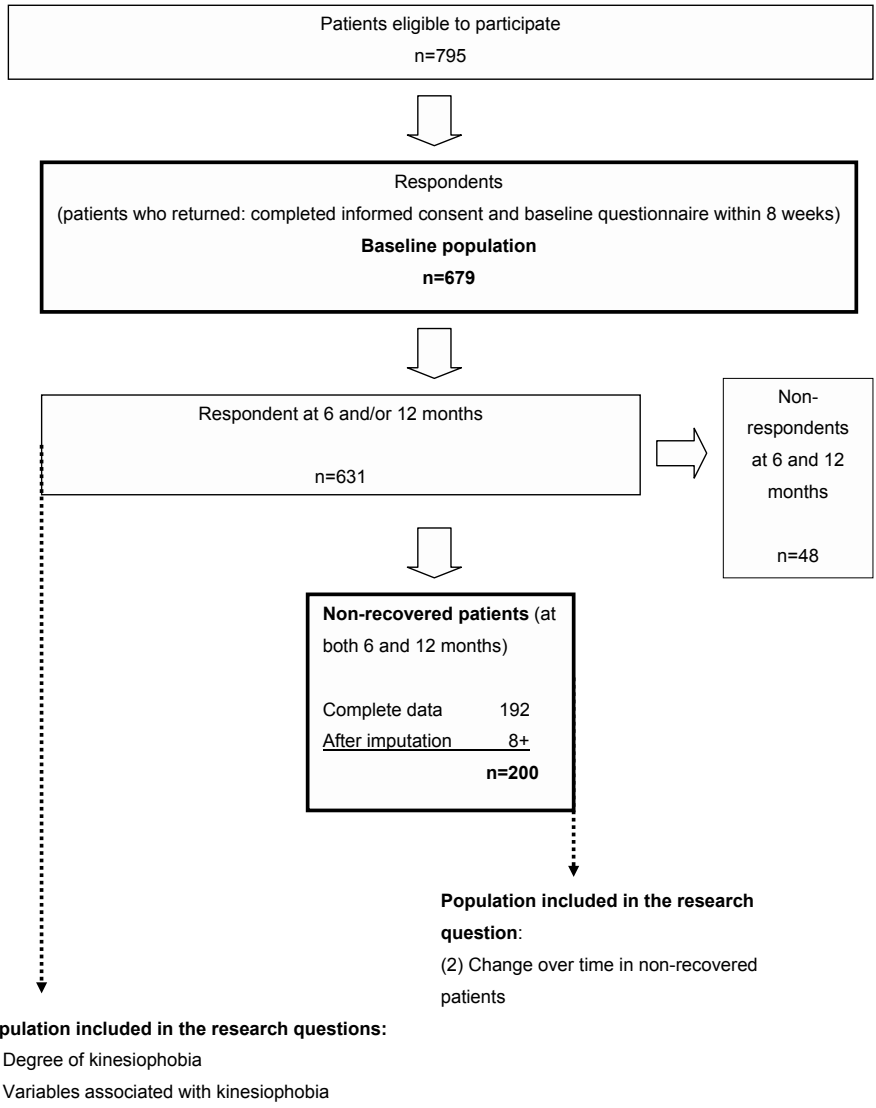 Patients eligible to participate
n=795
Respondents
(patients who returned: completed informed consent and baseline questionnaire within 8 weeks)
Baseline population
n=679
Respondent at 6 and/or 12 months
n=631
Non-
respondents
at 6 and 12
months
n=48
Non-recovered patients (at
both 6 and 12 months)
Complete data 192
After imputation 8+
n=200
Population included in the research
question:
(2) Change over time in non-recovered
patients
pulation included in the research questions:
Degree of kinesiophobia
Variables associated with kinesiophobia